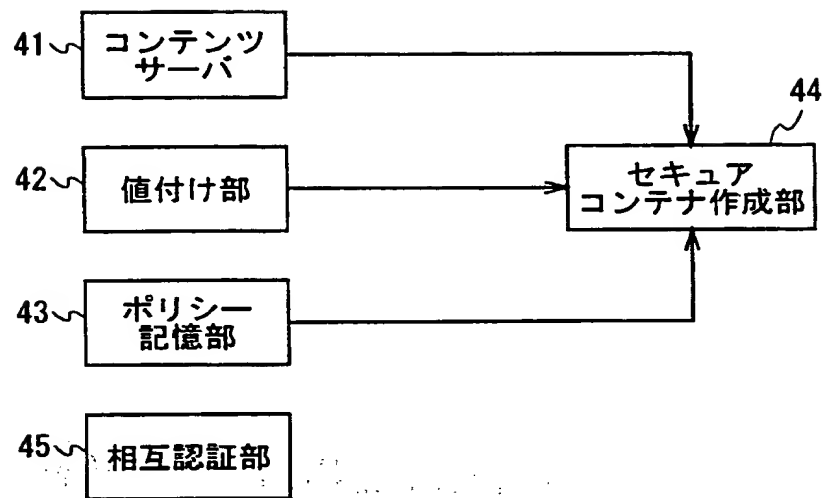 41
コンテンツ
サーバ
44
42
値付け部
セキュア
コンテナ作成部
43
ポリシー
記憶部
45
相互認証部